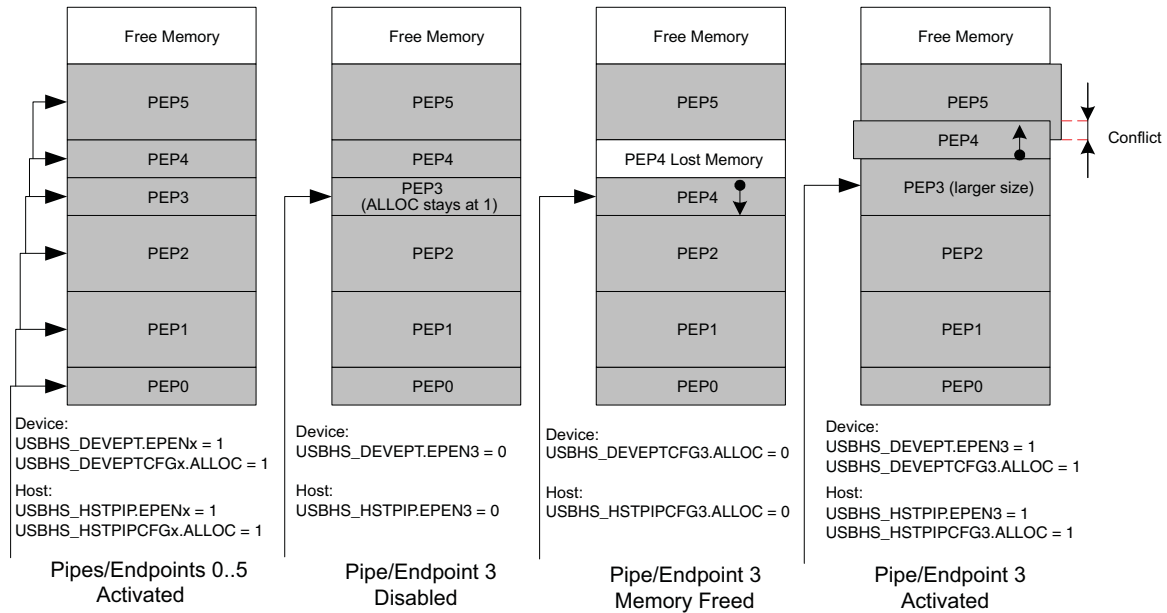 Free Memory
PEP5
PEP4
PEP3
PEP2
PEP1
PEP0
Device:
USBHS_DEVEPT.EPENx = 1
USBHS_DEVEPTCFGx.ALLOC = 1
Host:
USBHS_HSTPIP.EPENx = 1
USBHS_HSTPIPCFGx.ALLOC = 1
Pipes/Endpoints 0..5
Activated
Free Memory
PEP5
PEP4
PEP3
(ALLOC stays at 1)
PEP2
PEP1
PEP0
Device:
USBHS_DEVEPT.EPEN3 = 0
Host:
USBHS_HSTPIP.EPEN3 = 0
Pipe/Endpoint 3
Disabled
Free Memory
PEP5
PEP4 Lost Memory
PEP4
PEP2
PEP1
PEP0
Device:
USBHS_DEVEPTCFG3.ALLOC = 0
Host:
USBHS_HSTPIPCFG3.ALLOC = 0
Pipe/Endpoint 3
Memory Freed
Free Memory
PEP5
PEP4
Conflict
PEP3 (larger size)
PEP2
PEP1
PEP0
Device:
USBHS_DEVEPT.EPEN3 = 1
USBHS_DEVEPTCFG3.ALLOC = 1
Host:
USBHS_HSTPIP.EPEN3 = 1
USBHS_HSTPIPCFG3.ALLOC = 1
Pipe/Endpoint 3
Activated